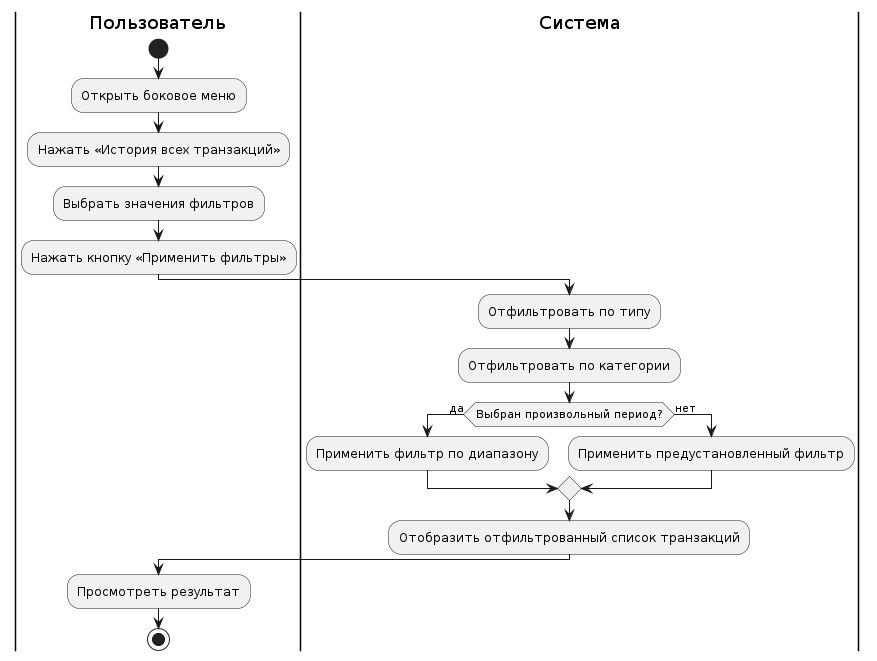 Пользователь
Система
Открыть боковое меню
Нажать «История всех транзакций»
Выбрать значения фильтров
Нажать кнопку «Применить фильтры»
Отфильтровать по типу
Отфильтровать по категории
да
Выбран произвольный период?
нет
Применить фильтр по диапазону
Применить предустановленный фильтр
Отобразить отфильтрованный список транзакций
Просмотреть результат